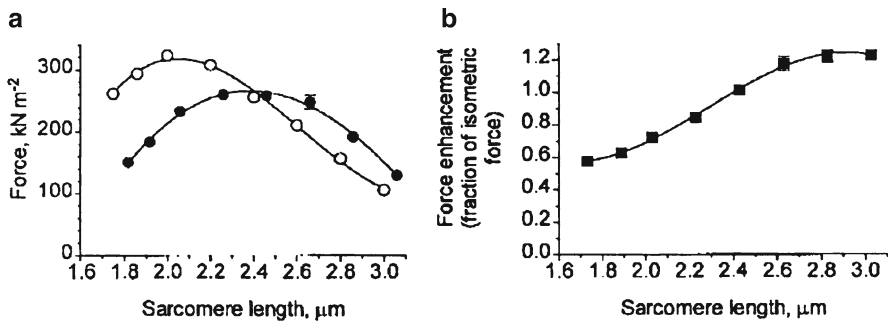 a
Force, kN m-2
300
200
100
0
1.6 1.8 2.0 2.2 2.4 2.6 2.8 3.0
Sarcomere length, μm
b
Force enhancement
(fraction of isometric
force)
1.2
1.0
0.8
0.6
0.4
0.2
0.0
1.6 1.8 2.0 2.2 2.4 2.6 2.8 3.0
Sarcomere length, μm